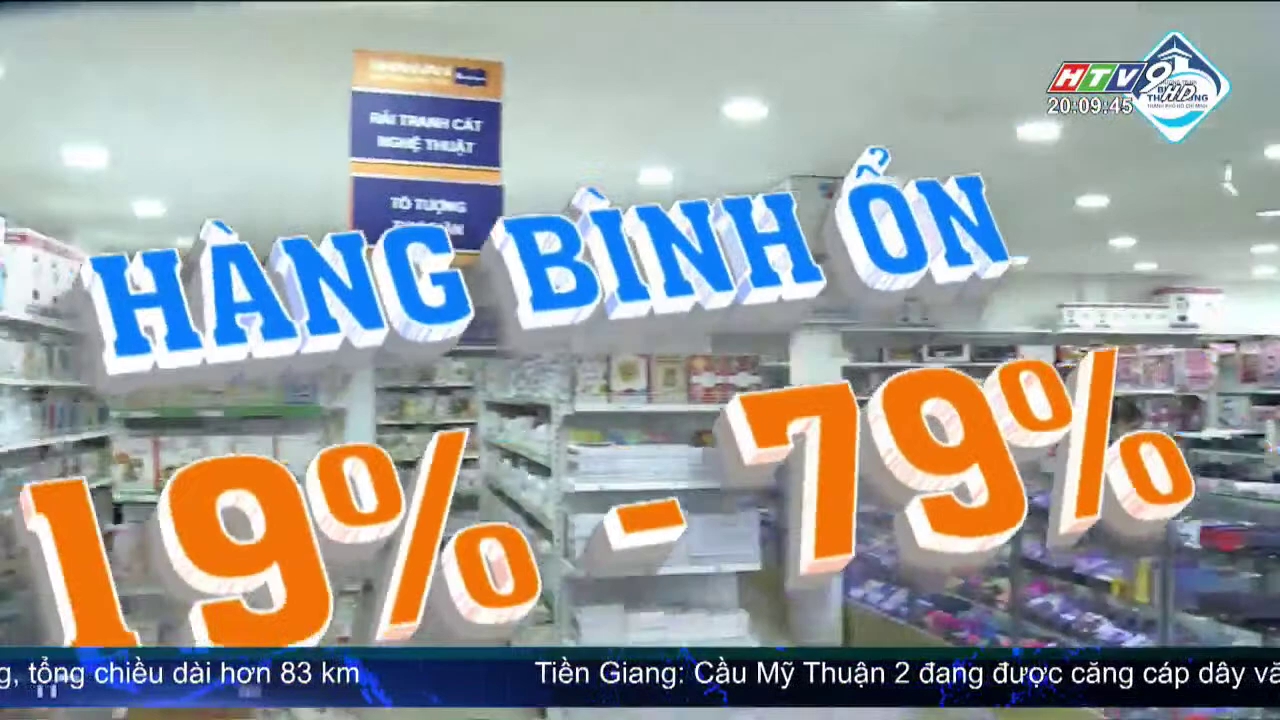 RẢI TRANH CÁT
NGHỆ THUẬT
TÔ TƯỢNG
HTV9 HD
20:09:45
HÀNG BÌNH ỔN
19% - 79%
g, tổng chiều dài hơn 83 km
Tiền Giang: Cầu Mỹ Thuận 2 đang được căng cáp dây vă